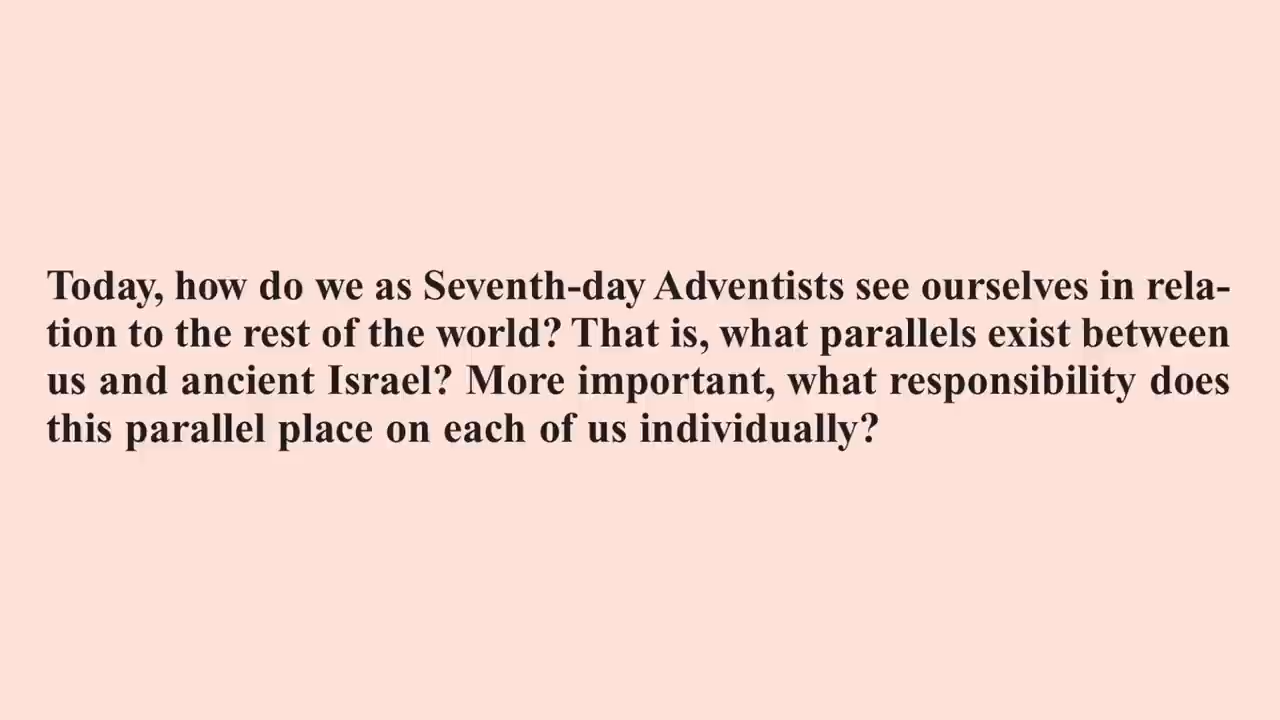 Today, how do we as Seventh-day Adventists see ourselves in rela-
tion to the rest of the world? That is, what parallels exist between
us and ancient Israel? More important, what responsibility does
this parallel place on each of us individually?